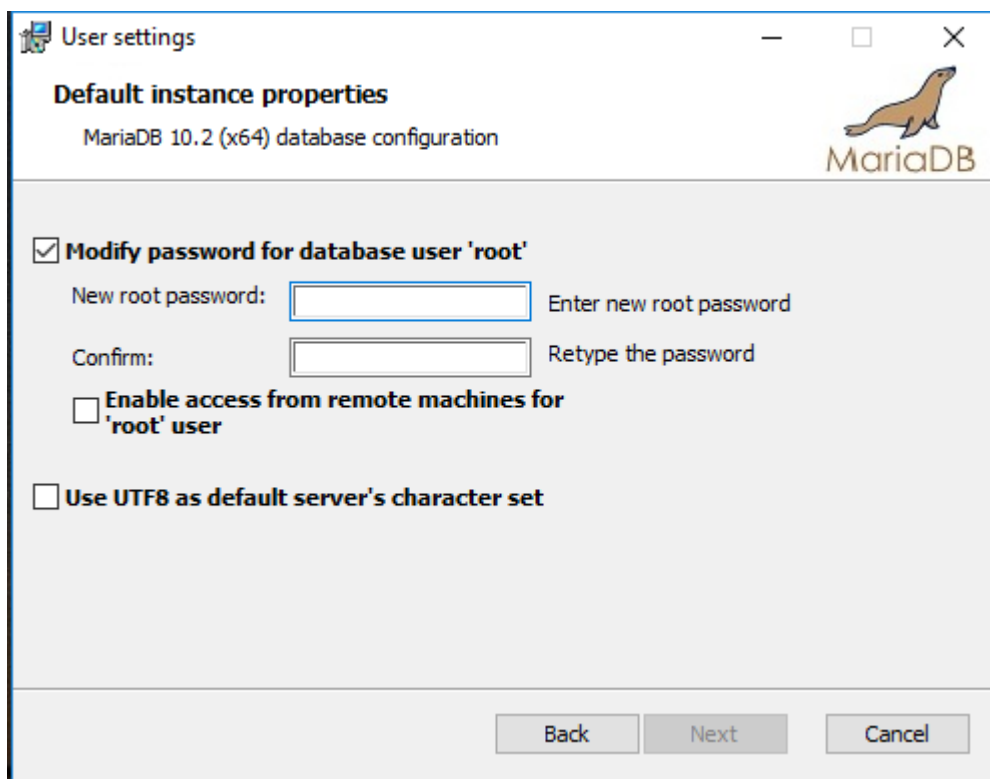 User settings
Default instance properties
MariaDB 10.2 (x64) database configuration
MariaDB
Modify password for database user 'root'
New root password:
Enter new root password
Confirm:
Retype the password
Enable access from remote machines for
'root' user
Use UTF8 as default server's character set
Back
Next
Cancel